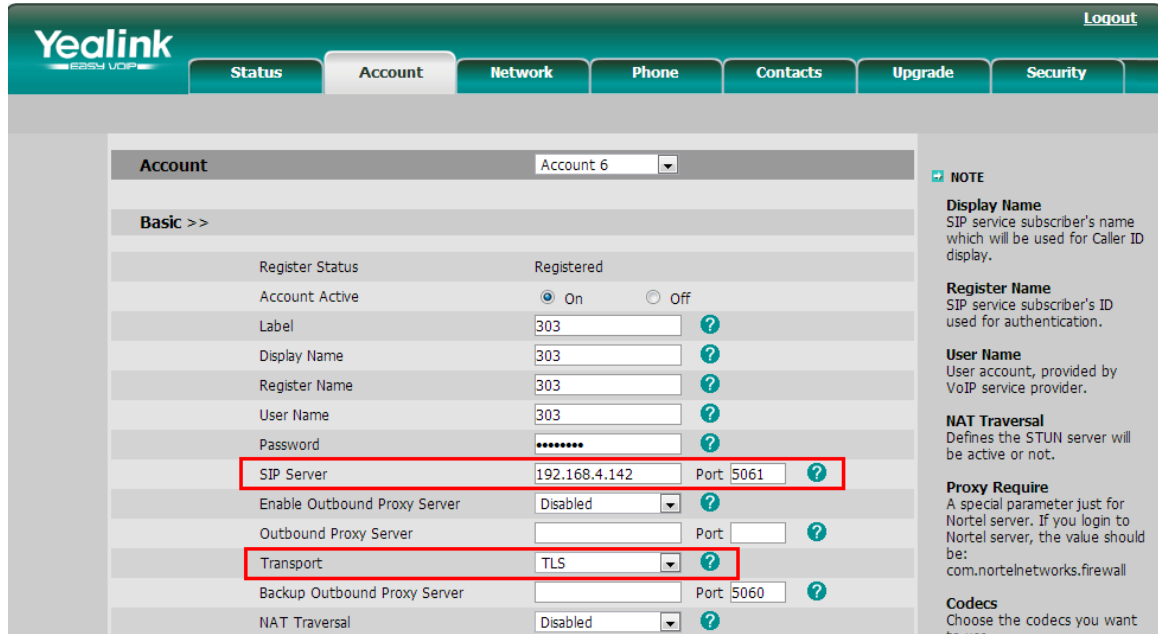 Logout
Yealink
EASY VOIP
Status Account Network Phone Contacts Upgrade Security
Account Account 6
NOTE
Basic >>
Register Status Registered
Account Active On Off
Label 303 ?
Display Name 303 ?
Register Name 303 ?
User Name 303 ?
Password •••••••• ?
SIP Server 192.168.4.142 Port 5061 ?
Enable Outbound Proxy Server Disabled ?
Outbound Proxy Server Port ?
Transport TLS ?
Backup Outbound Proxy Server Port 5060 ?
NAT Traversal Disabled ?
Display Name
SIP service subscriber's name
which will be used for Caller ID
display.
Register Name
SIP service subscriber's ID
used for authentication.
User Name
User account, provided by
VoIP service provider.
NAT Traversal
Defines the STUN server will
be active or not.
Proxy Require
A special parameter just for
Nortel server. If you login to
Nortel server, the value should
be:
com.nortelnetworks.firewall
Codecs
Choose the codecs you want